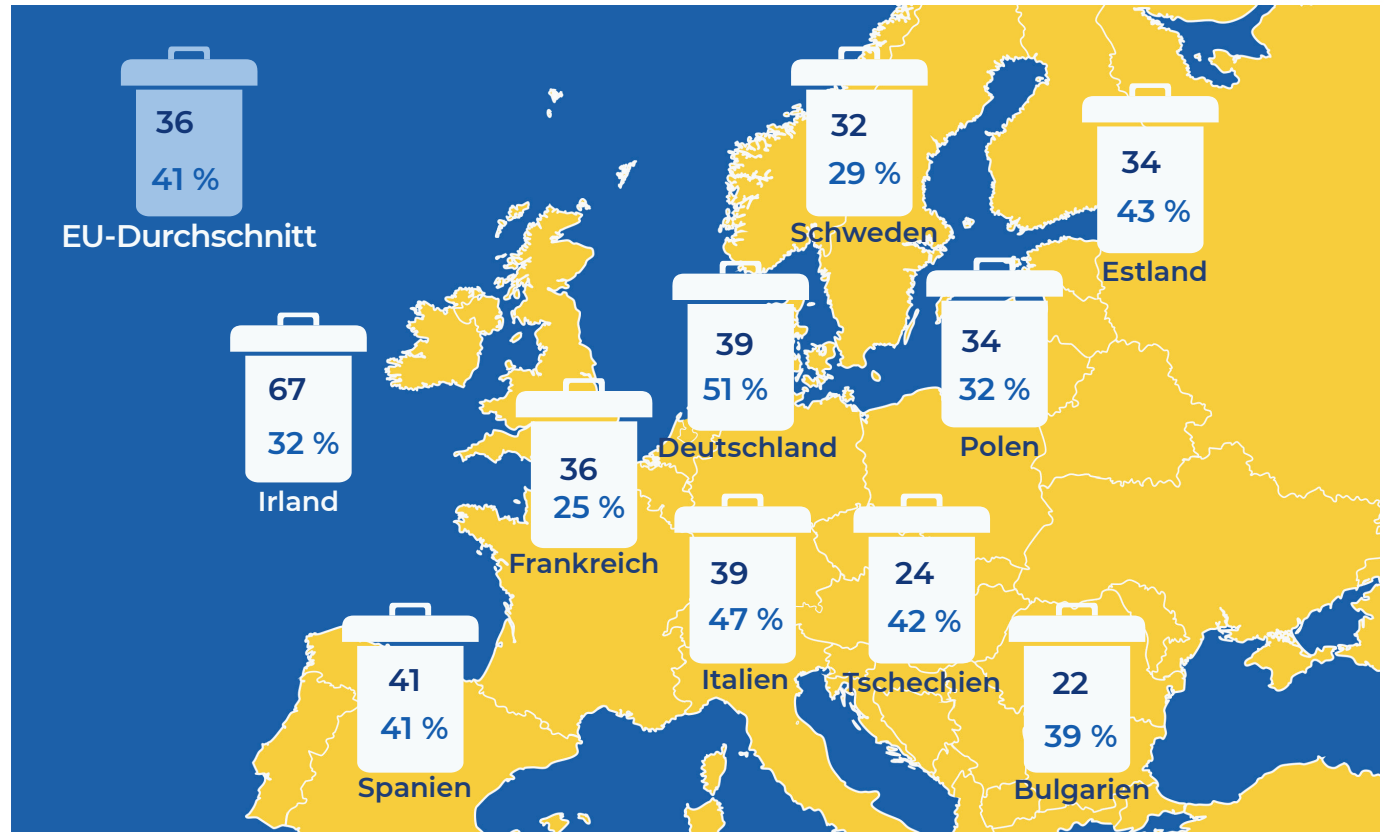 36
41 %
EU-Durchschnitt
32
29 %
Schweden
34
43 %
Estland
67
32 %
Irland
39
51 %
Deutschland
34
32 %
Polen
36
25 %
Frankreich
39
47 %
Italien
24
42 %
Tschechien
41
41 %
Spanien
22
39 %
Bulgarien